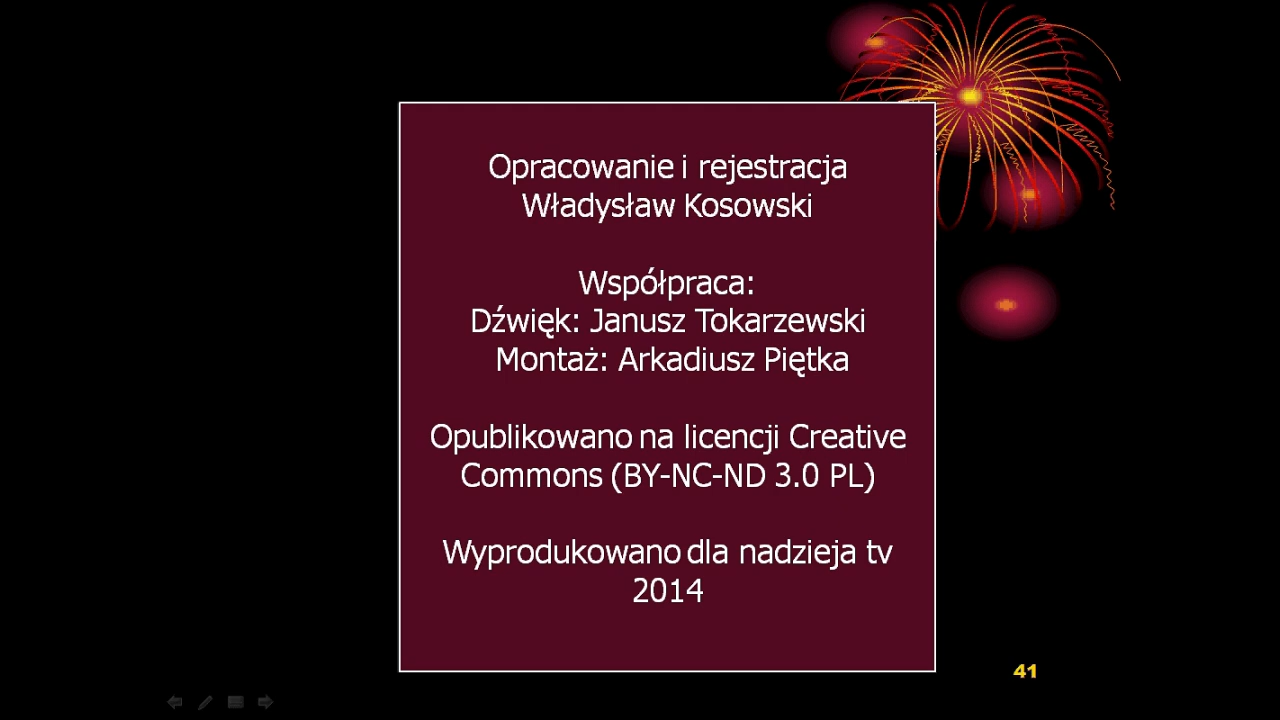 Opracowanie i rejestracja
Władysław Kosowski
Współpraca:
Dźwięk: Janusz Tokarzewski
Montaż: Arkadiusz Piętka
Opublikowano na licencji Creative
Commons (BY-NC-ND 3.0 PL)
Wyprodukowano dla nadzieja tv
2014
41